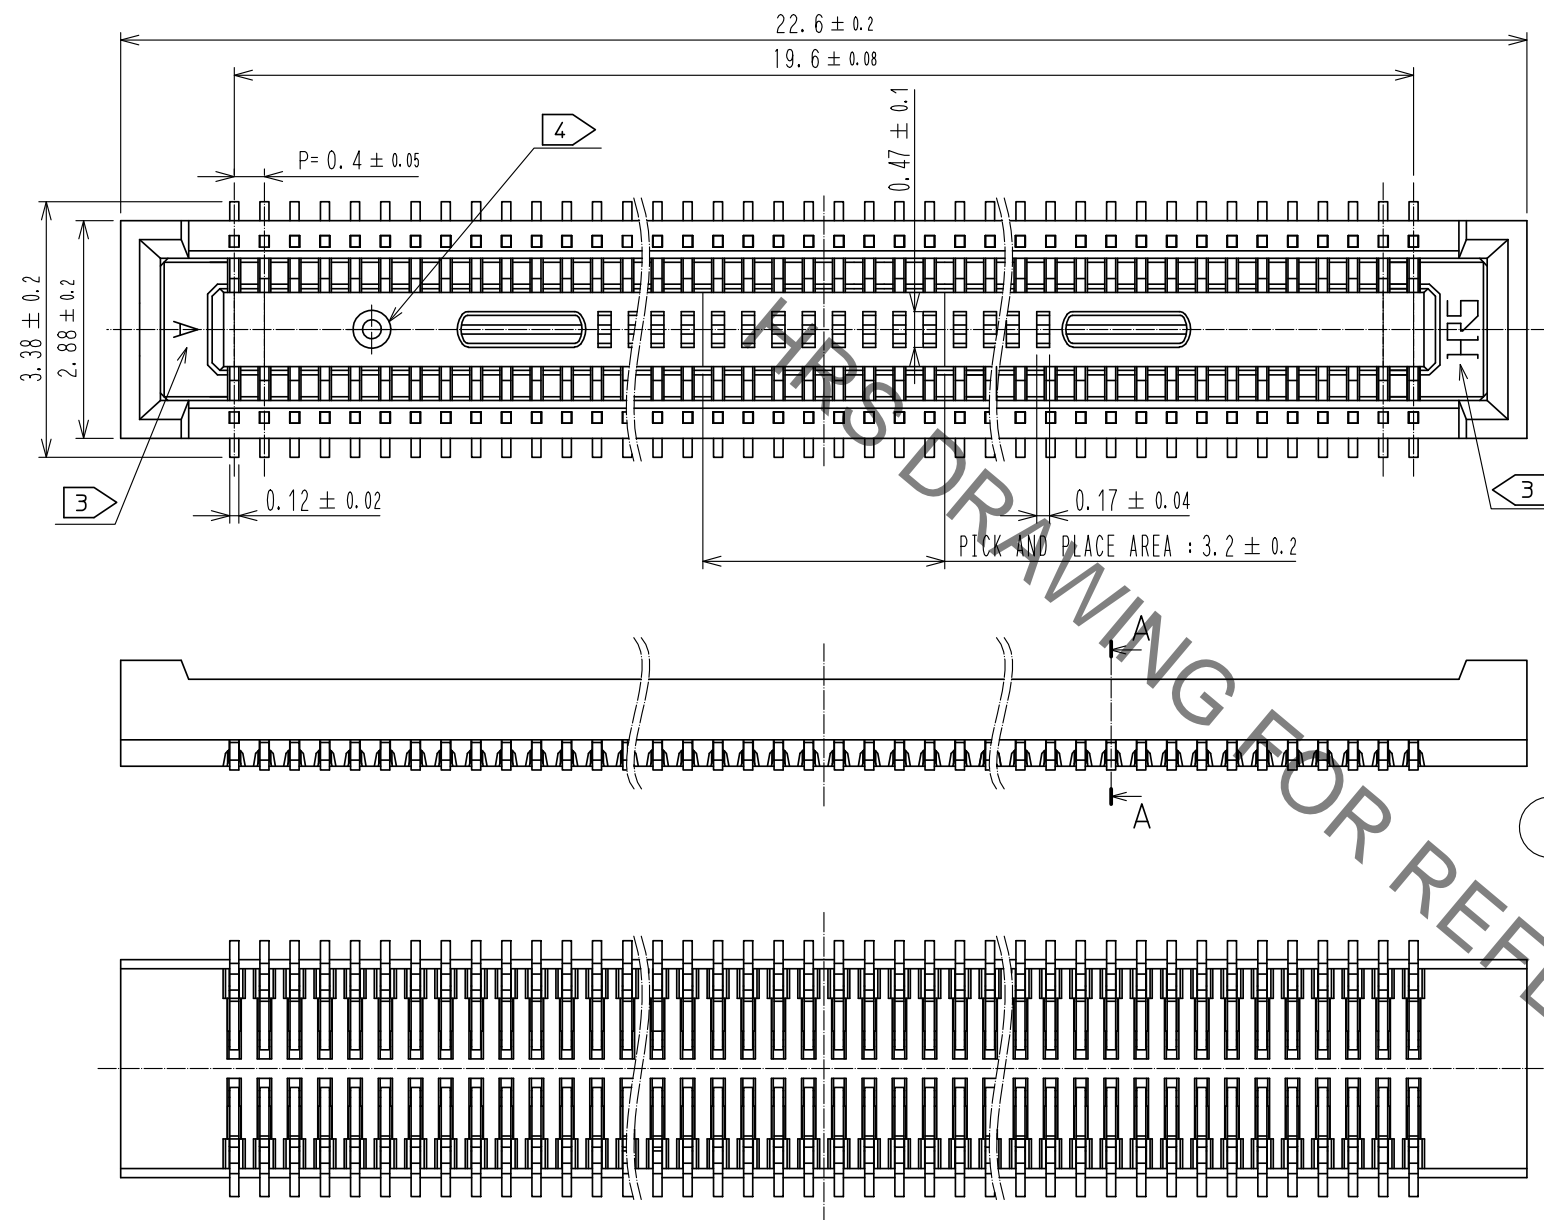 22.6 ± 0.2
19.6 ± 0.08
P= 0.4 ± 0.05
4
0.47 ± 0.1
3.38 ± 0.2
2.88 ± 0.2
A
HRS
3
0.12 ± 0.02
0.17 ± 0.04
3
PICK AND PLACE AREA : 3.2 ± 0.2
A
A
HRS DRAWING FOR REFE